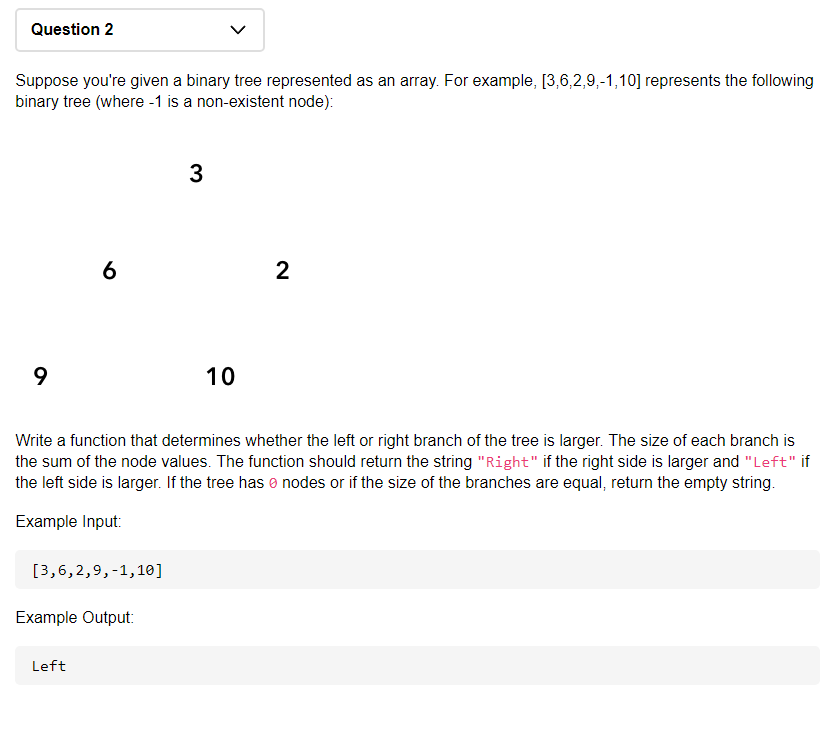 Question 2
Suppose you're given a binary tree represented as an array. For example, [3,6,2,9,-1,10] represents the following
binary tree (where -1 is a non-existent node):
3
6 2
9 10
Write a function that determines whether the left or right branch of the tree is larger. The size of each branch is
the sum of the node values. The function should return the string "Right" if the right side is larger and "Left" if
the left side is larger. If the tree has 0 nodes or if the size of the branches are equal, return the empty string.
Example Input:
[3,6,2,9,-1,10]
Example Output:
Left